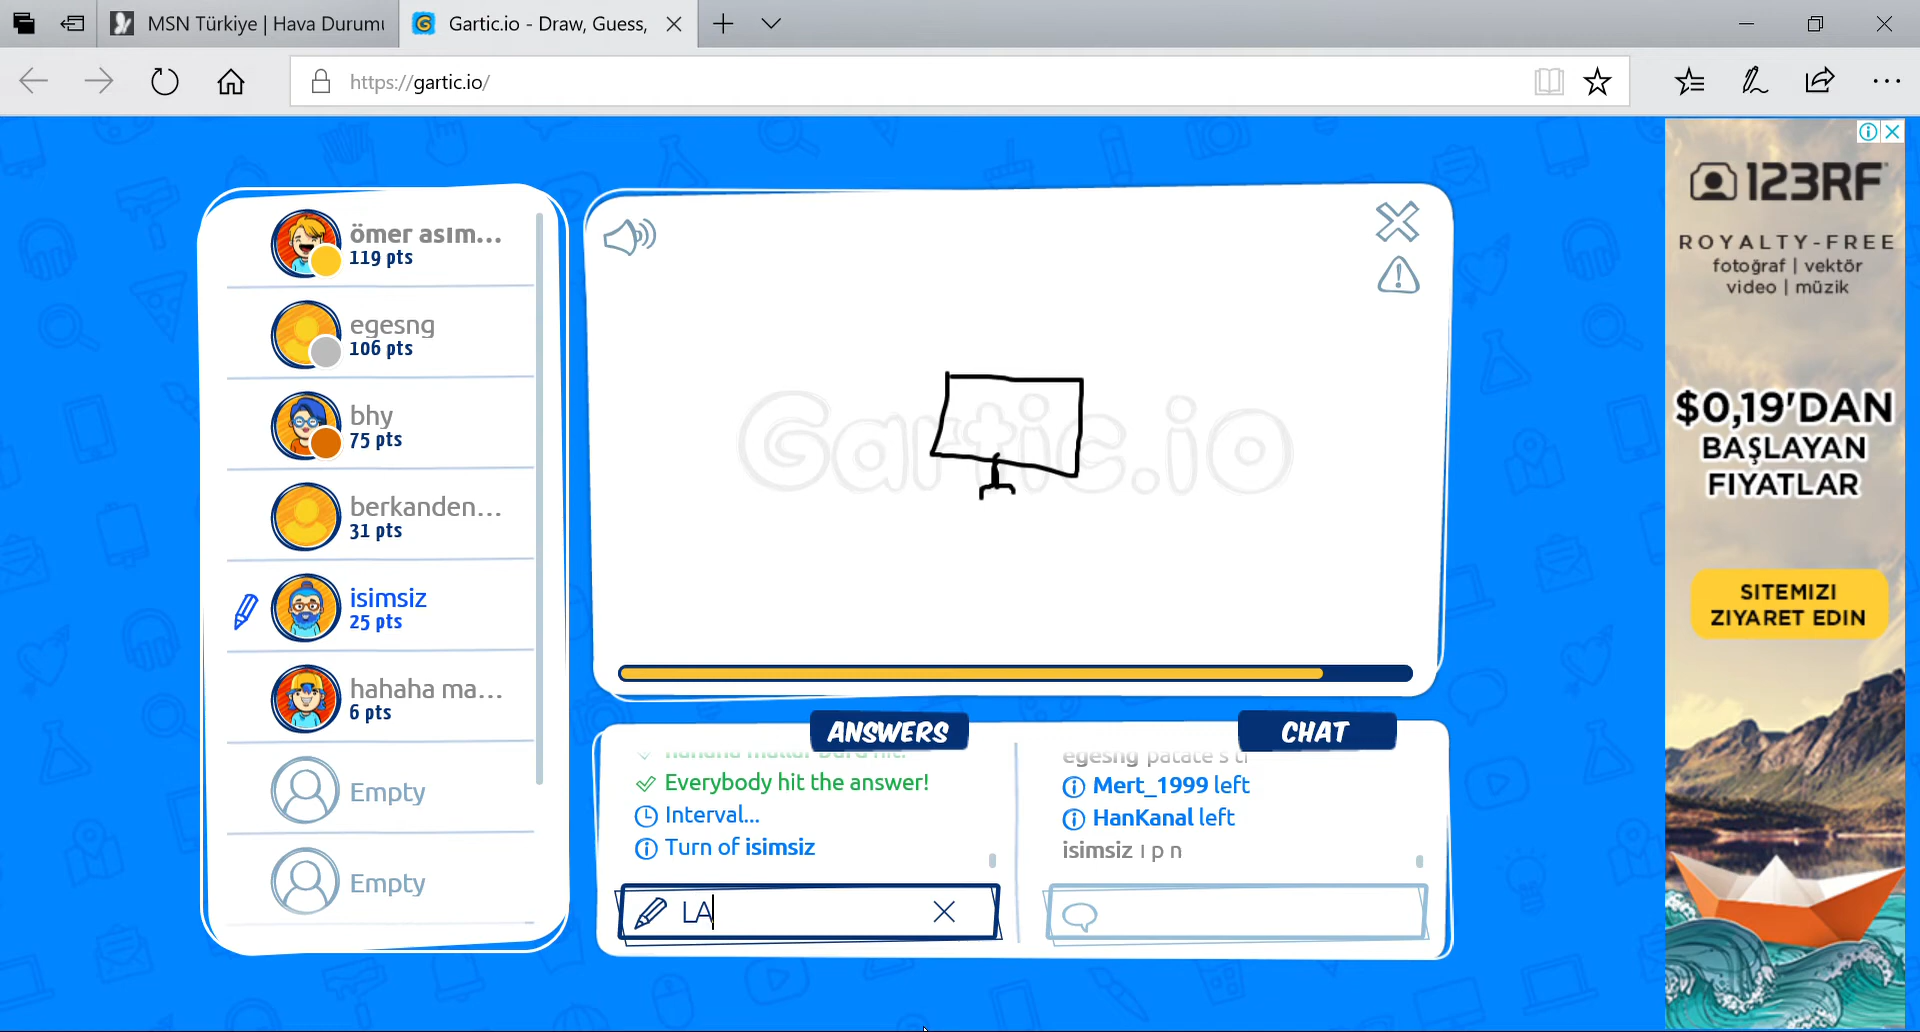 MSN Türkiye | Hava Durumu
Gartic.io - Draw, Guess,
https://gartic.io/
ömer asım...
119 pts
egesng
106 pts
bhy
75 pts
berkanden...
31 pts
isimsiz
25 pts
hahaha ma...
6 pts
Empty
Empty
Gartic.io
ANSWERS
Everybody hit the answer!
Interval...
Turn of isimsiz
LA
CHAT
egesng patates ti
Mert_1999 left
HanKanal left
isimsiz ı p n
123RF
ROYALTY-FREE
fotoğraf | vektör
video | müzik
$0,19'DAN
BAŞLAYAN
FIYATLAR
SITEMIZI
ZIYARET EDIN